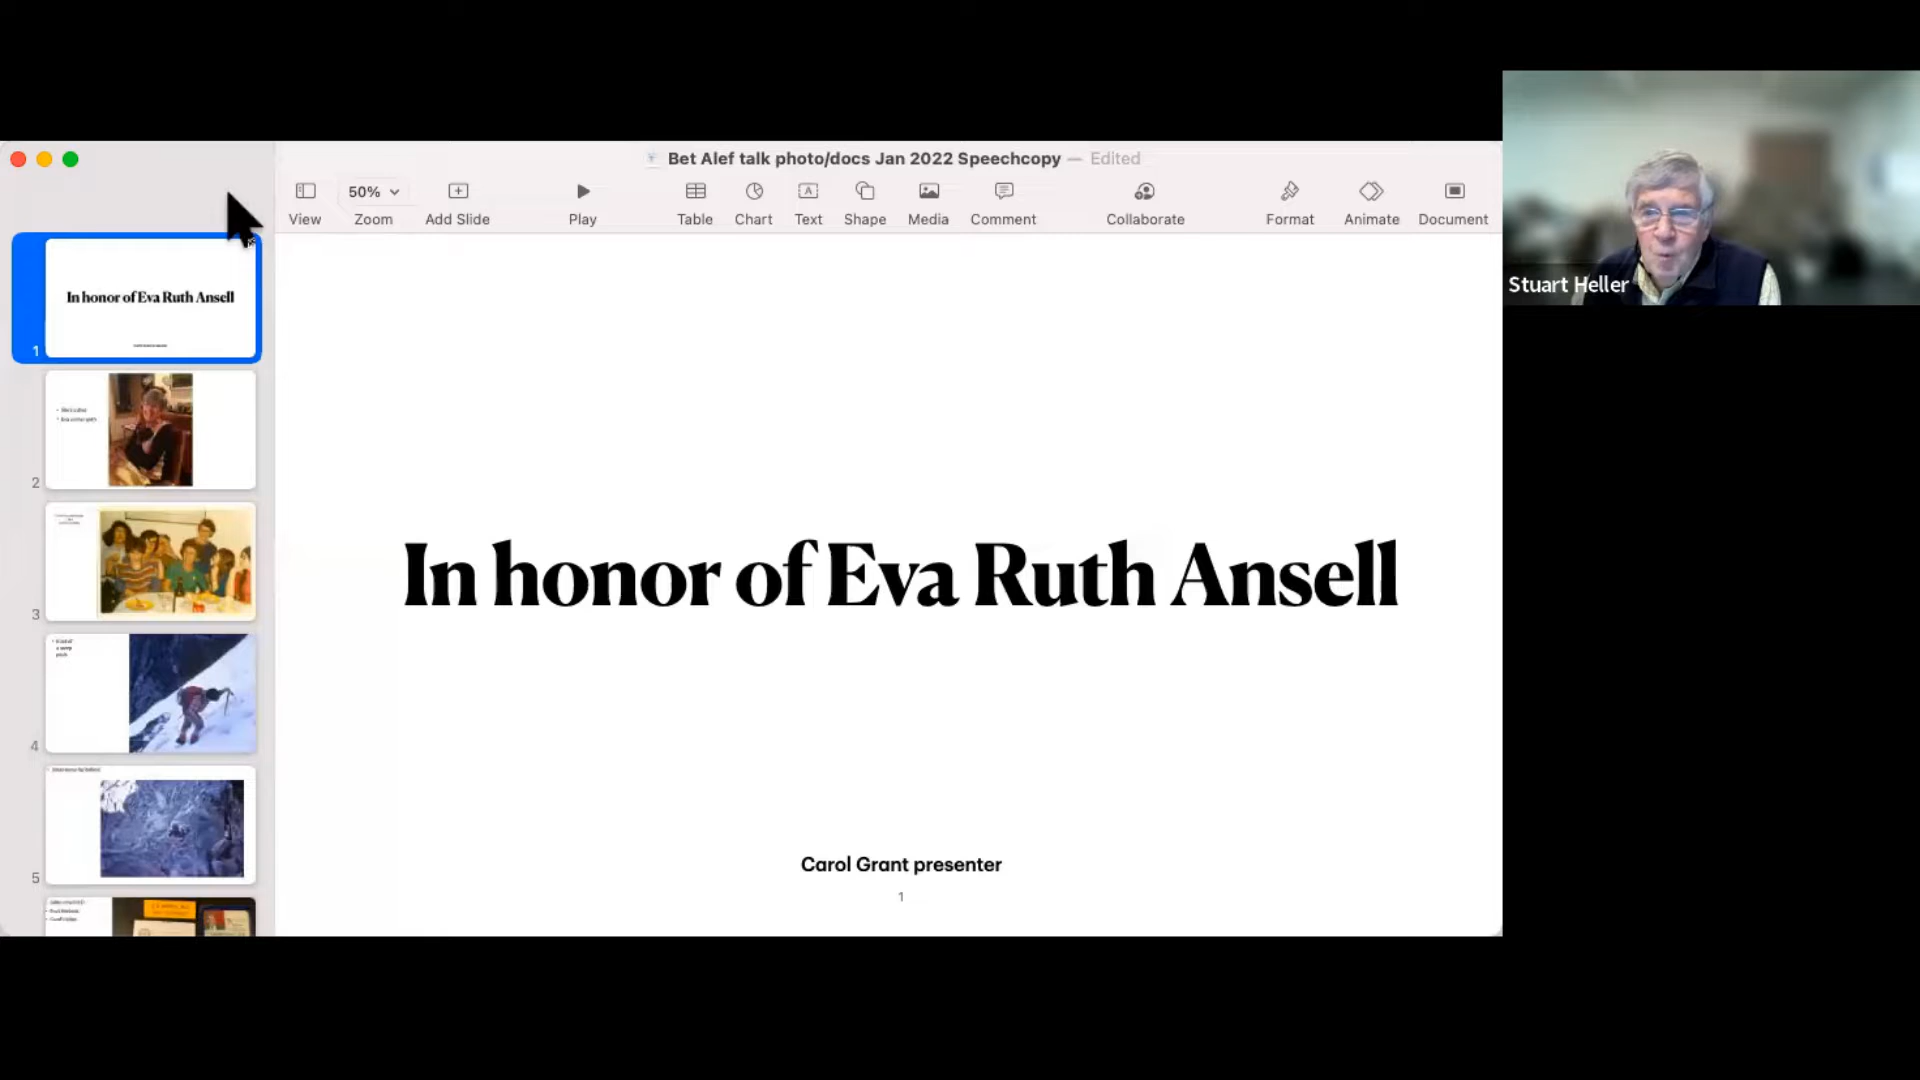 Bet Alef talk photo/docs Jan 2022 Speechcopy — Edited
50%
View Zoom Add Slide Play Table Chart Text Shape Media Comment Collaborate Format Animate Document
In honor of Eva Ruth Ansell
1
2
3
4
5
In honor of Eva Ruth Ansell
Carol Grant presenter
1
Stuart Heller